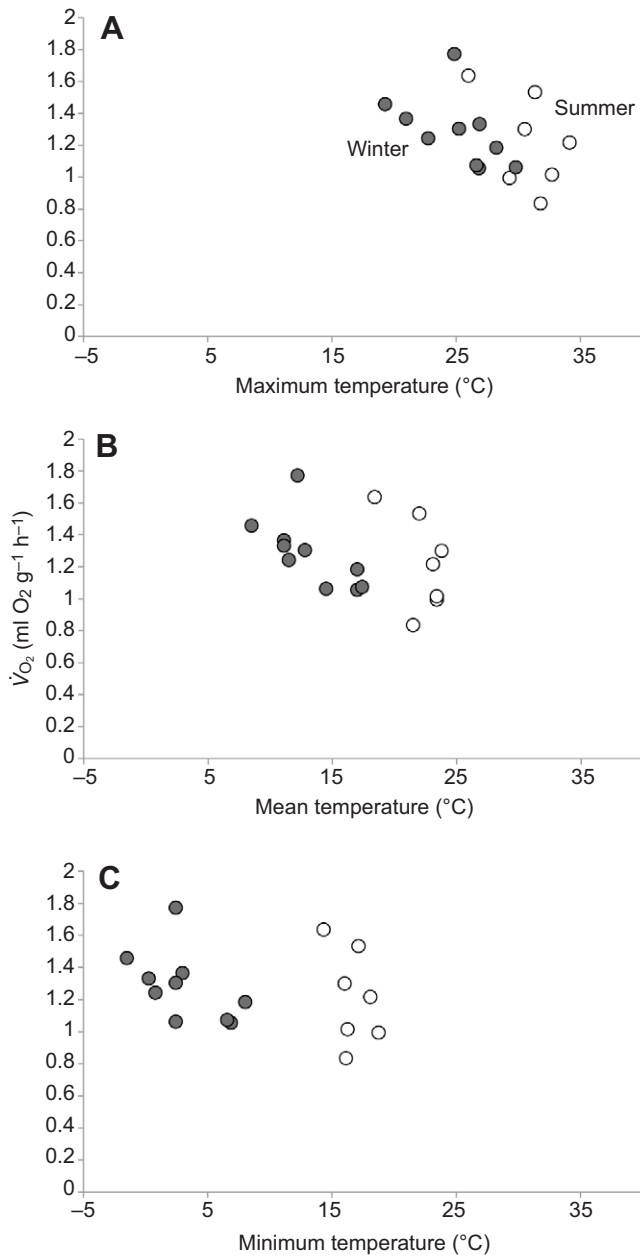 A
2
1.8
1.6
1.4
1.2
1
0.8
0.6
0.4
0.2
0
Winter
Summer
–5 5 15 25 35
Maximum temperature (°C)
B
2
1.8
1.6
1.4
1.2
1
0.8
0.6
0.4
0.2
0
V̇O₂ (ml O₂ g⁻¹ h⁻¹)
–5 5 15 25 35
Mean temperature (°C)
C
2
1.8
1.6
1.4
1.2
1
0.8
0.6
0.4
0.2
0
–5 5 15 25 35
Minimum temperature (°C)